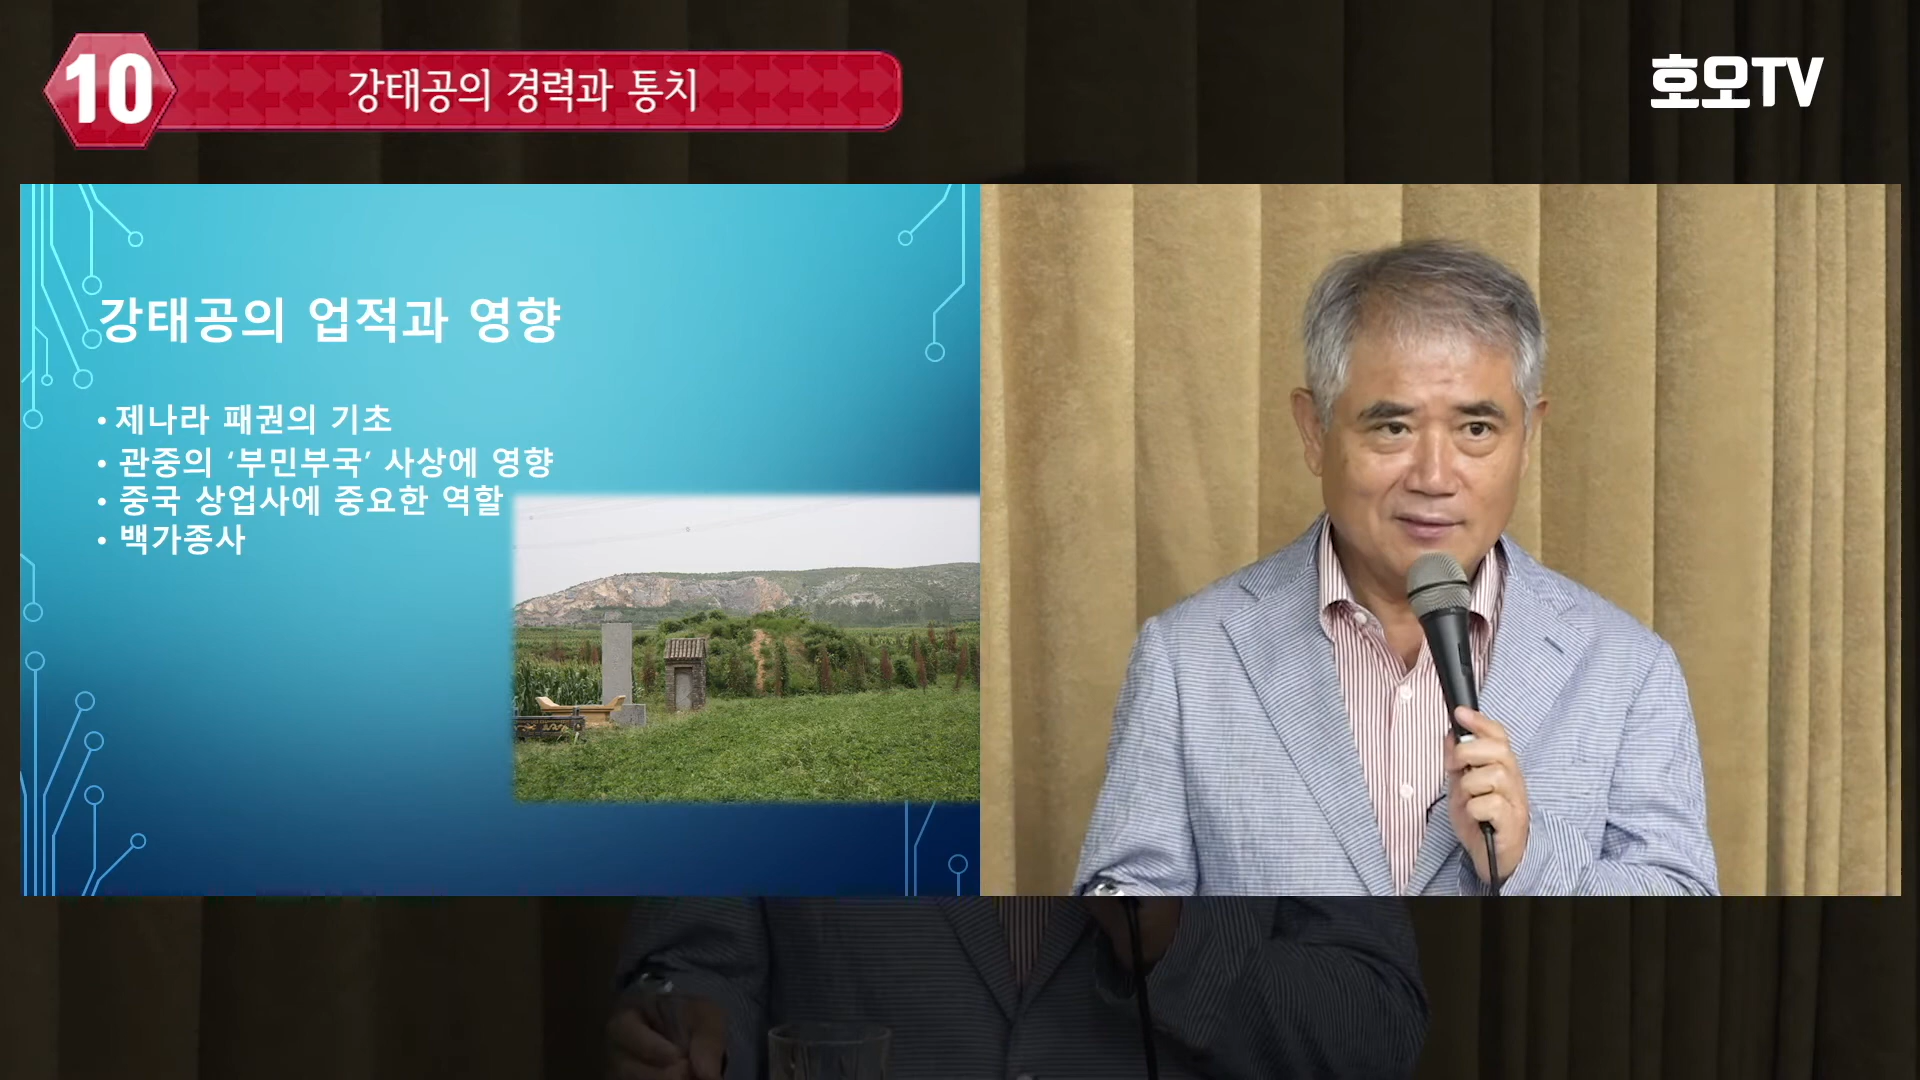 10
강태공의 경력과 통치
호오TV
강태공의 업적과 영향
• 제나라 패권의 기초
• 관중의 ‘부민부국’ 사상에 영향
• 중국 상업사에 중요한 역할
• 백가종사